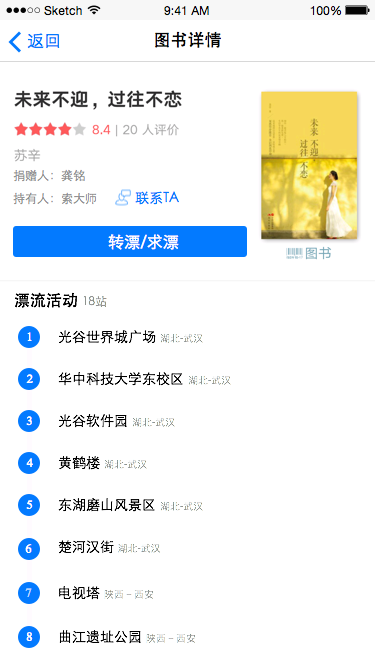 Sketch 9:41 AM 100%
返回 图书详情
未来不迎，过往不恋
8.4 | 20 人评价
苏辛
捐赠人：龚铭
持有人：索大师 联系TA
转漂/求漂
未来不迎
过往不恋
图书
漂流活动 18站
1 光谷世界城广场 湖北-武汉
2 华中科技大学东校区 湖北-武汉
3 光谷软件园 湖北-武汉
4 黄鹤楼 湖北-武汉
5 东湖磨山风景区 湖北-武汉
6 楚河汉街 湖北-武汉
7 电视塔 陕西－西安
8 曲江遗址公园 陕西－西安